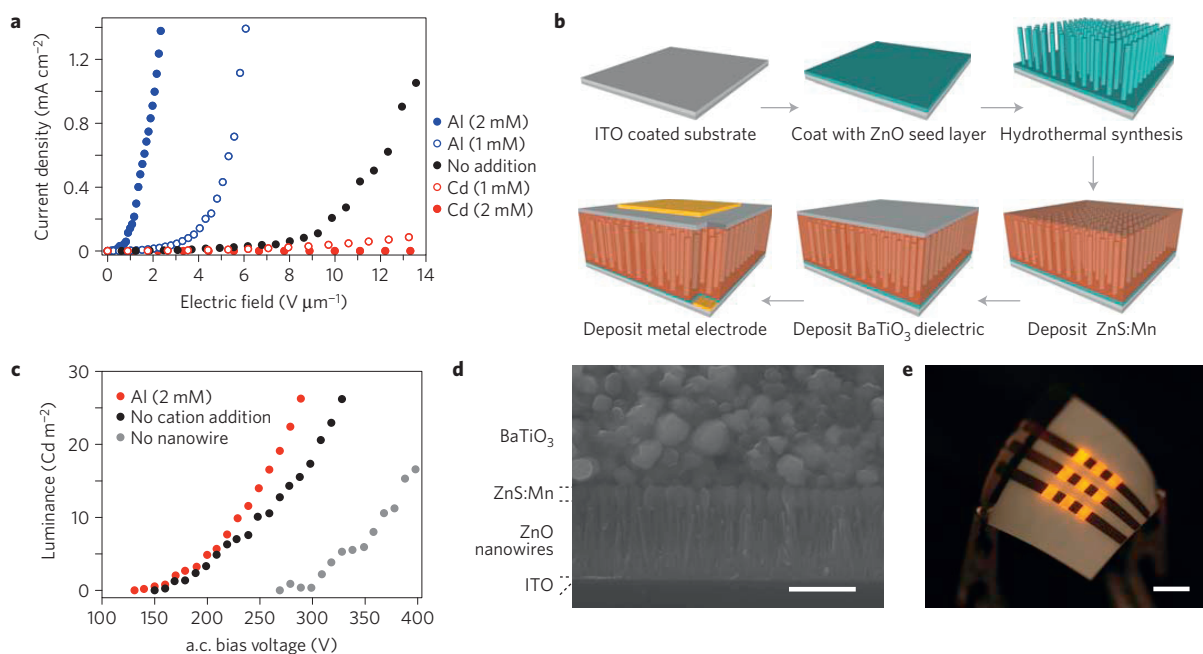 a
1.2
0.8
0.4
0
0 2 4 6 8 10 12 14
Current density (mA cm−2)
Electric field (V μm−1)
Al (2 mM)
Al (1 mM)
No addition
Cd (1 mM)
Cd (2 mM)
b
ITO coated substrate
Coat with ZnO seed layer
Hydrothermal synthesis
Deposit metal electrode
Deposit BaTiO3 dielectric
Deposit ZnS:Mn
c
30
20
10
0
100 150 200 250 300 350 400
Luminance (Cd m−2)
a.c. bias voltage (V)
Al (2 mM)
No cation addition
No nanowire
d
BaTiO3
ZnS:Mn
ZnO
nanowires
ITO
e